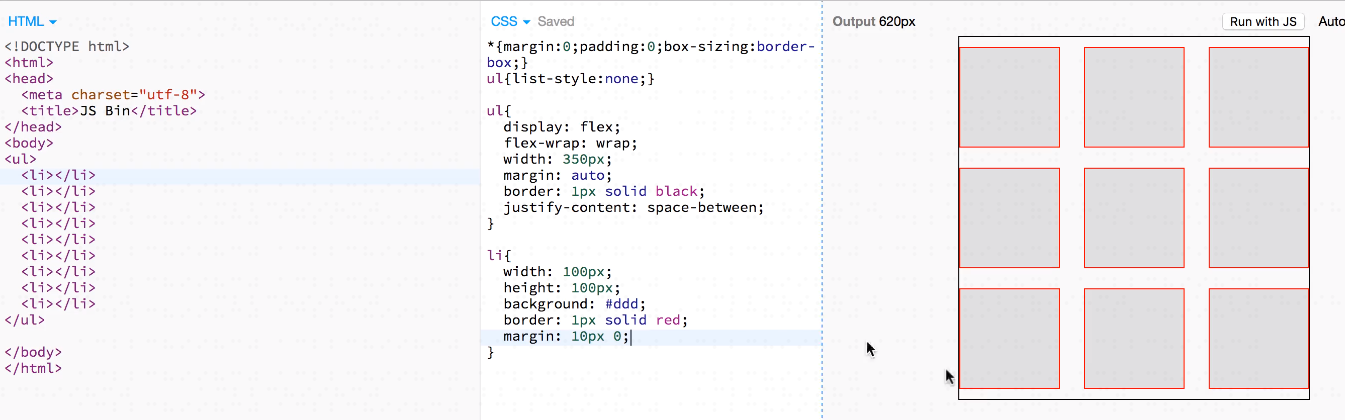 HTML
<!DOCTYPE html>
<html>
<head>
  <meta charset="utf-8">
  <title>JS Bin</title>
</head>
<body>
<ul>
  <li></li>
  <li></li>
  <li></li>
  <li></li>
  <li></li>
  <li></li>
  <li></li>
  <li></li>
  <li></li>
</ul>
</body>
</html>
CSS Saved
*{margin:0;padding:0;box-sizing:border-
box;}
ul{list-style:none;}
ul{
  display: flex;
  flex-wrap: wrap;
  width: 350px;
  margin: auto;
  border: 1px solid black;
  justify-content: space-between;
}
li{
  width: 100px;
  height: 100px;
  background: #ddd;
  border: 1px solid red;
  margin: 10px 0;
}
Output 620px
Run with JS
Auto